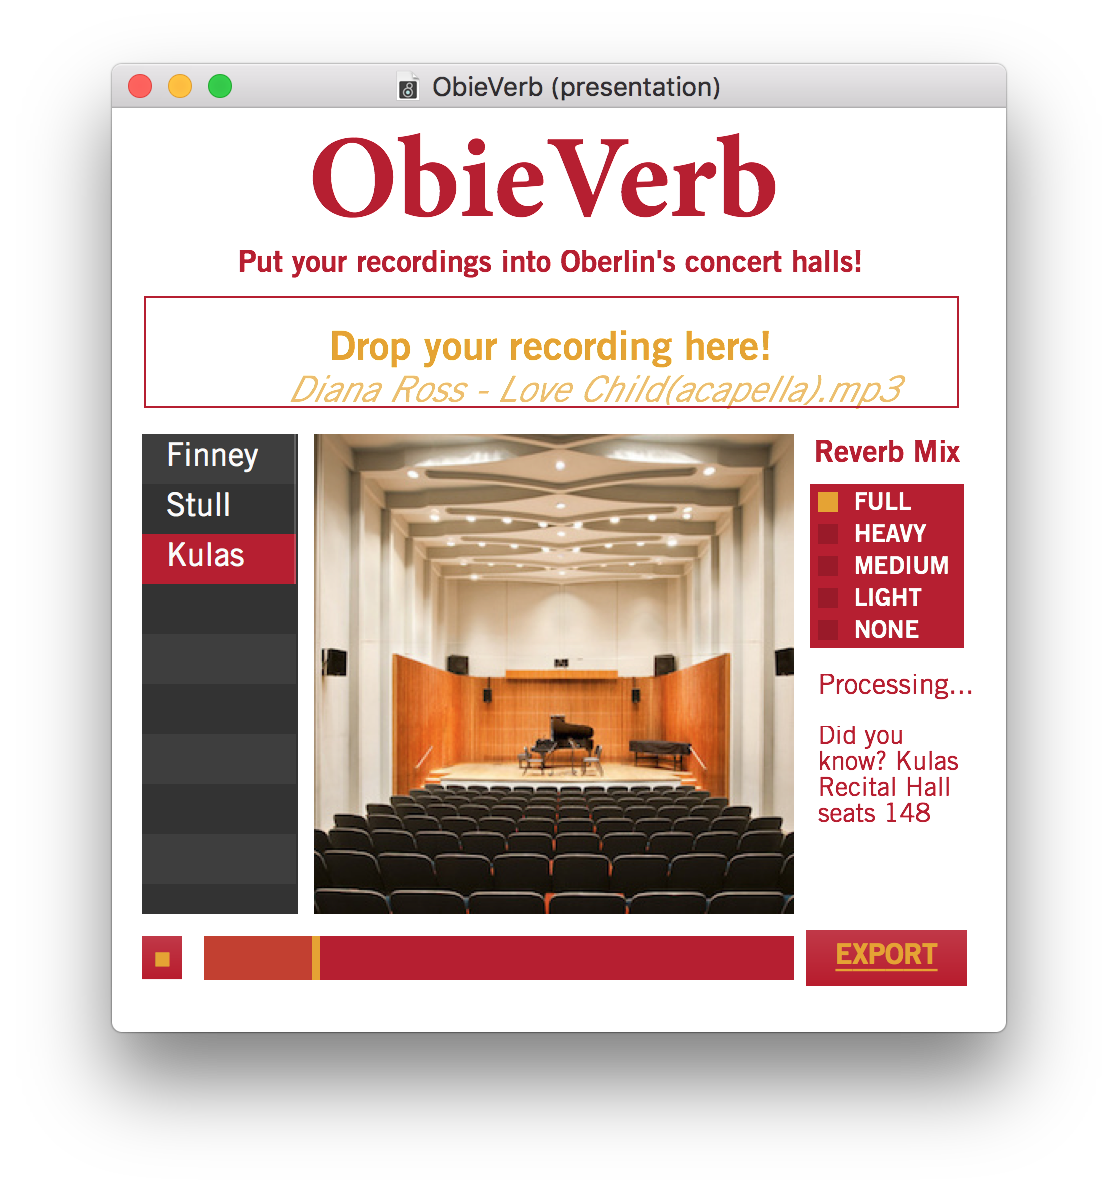 ObieVerb (presentation)
ObieVerb
Put your recordings into Oberlin's concert halls!
Drop your recording here!
Diana Ross - Love Child(acapella).mp3
Finney
Stull
Kulas
Reverb Mix
FULL
HEAVY
MEDIUM
LIGHT
NONE
Processing...
Did you
know? Kulas
Recital Hall
seats 148
EXPORT